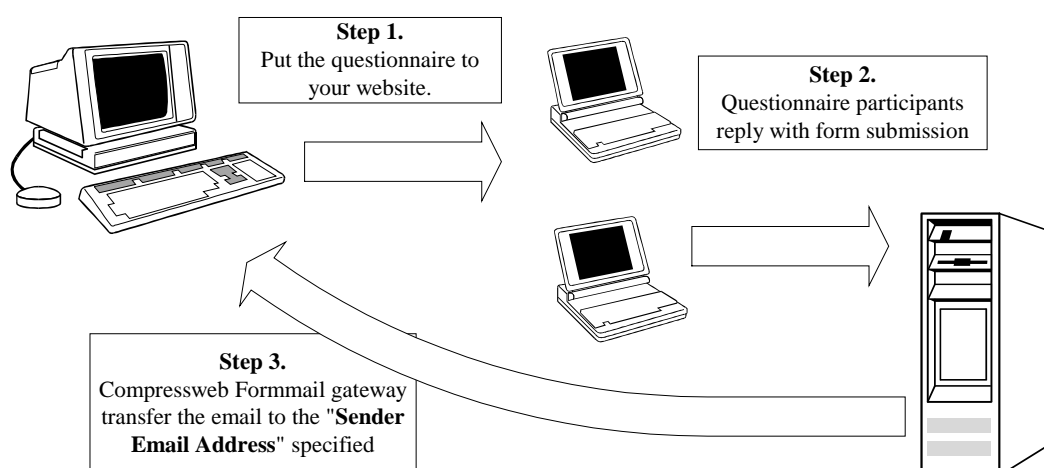 Step 1.
Put the questionnaire to
your website.
Step 2.
Questionnaire participants
reply with form submission
Step 3.
Compressweb Formmail gateway
transfer the email to the "Sender
Email Address" specified